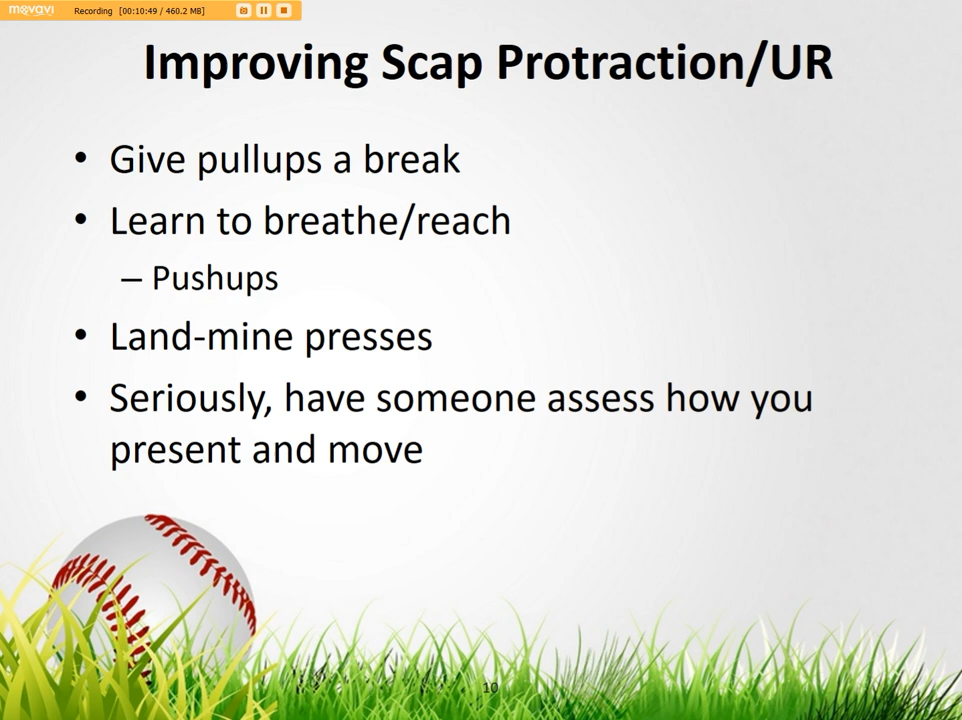 movavi Recording [00:10:49 / 460.2 MB]
Improving Scap Protraction/UR
• Give pullups a break
• Learn to breathe/reach
– Pushups
• Land-mine presses
• Seriously, have someone assess how you
present and move
10